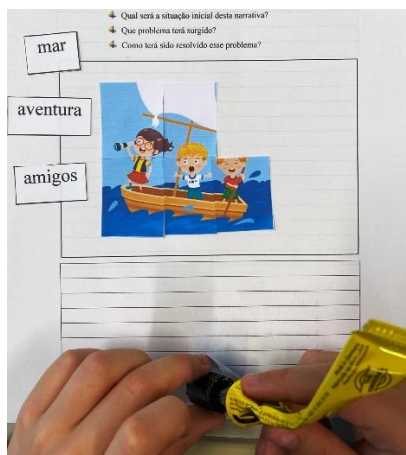 Qual será a situação inicial desta narrativa?
Que problema terá surgido?
Como terá sido resolvido esse problema?
mar
aventura
amigos